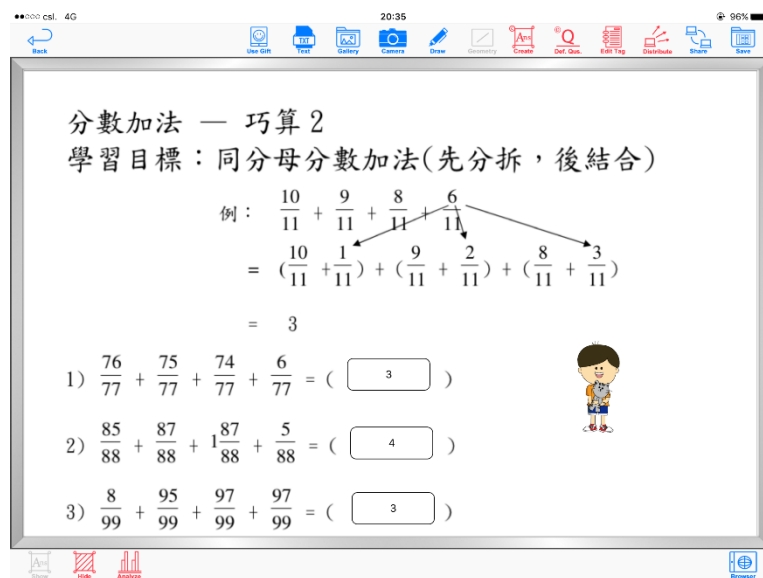 ●●○○○ csl. 4G 20:35 96%
Back Use Gift Text Gallery Camera Draw Geometry Create Def. Qus. Edit Tag Distribute Share Save
分數加法 — 巧算 2
學習目標：同分母分數加法(先分拆，後結合)
例： 10/11 + 9/11 + 8/11 + 6/11
= (10/11 + 1/11) + (9/11 + 2/11) + (8/11 + 3/11)
= 3
1) 76/77 + 75/77 + 74/77 + 6/77 = ( 3 )
2) 85/88 + 87/88 + 1 87/88 + 5/88 = ( 4 )
3) 8/99 + 95/99 + 97/99 + 97/99 = ( 3 )
Show Hide Analyze Browser